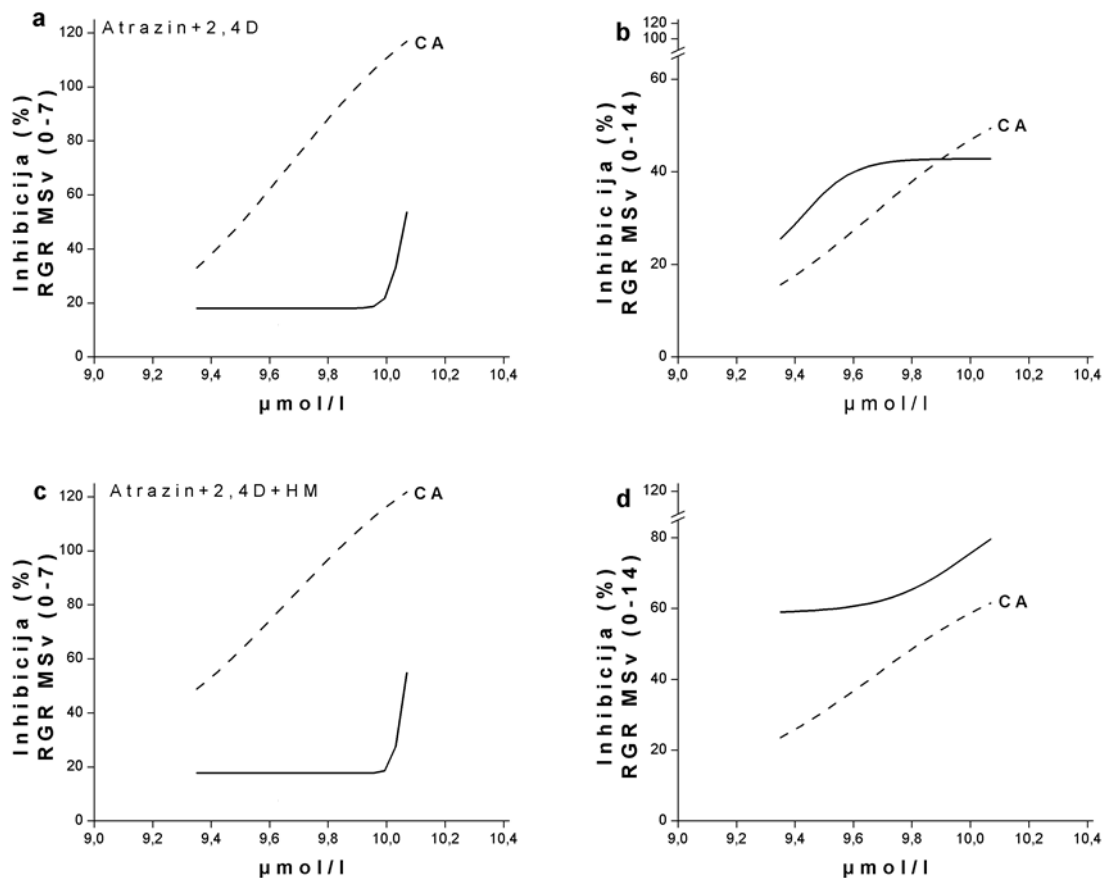 a
Atrazin+2,4D
CA
Inhibicija (%)
RGR MSv (0-7)
120
100
80
60
40
20
0
9,0 9,2 9,4 9,6 9,8 10,0 10,2 10,4
µmol/l
b
CA
Inhibicija (%)
RGR MSv (0-14)
120
100
60
40
20
0
9,0 9,2 9,4 9,6 9,8 10,0 10,2 10,4
µmol/l
c
Atrazin+2,4D+HM
CA
Inhibicija (%)
RGR MSv (0-7)
120
100
80
60
40
20
0
9,0 9,2 9,4 9,6 9,8 10,0 10,2 10,4
µmol/l
d
CA
Inhibicija (%)
RGR MSv (0-14)
120
80
60
40
20
0
9,0 9,2 9,4 9,6 9,8 10,0 10,2 10,4
µmol/l